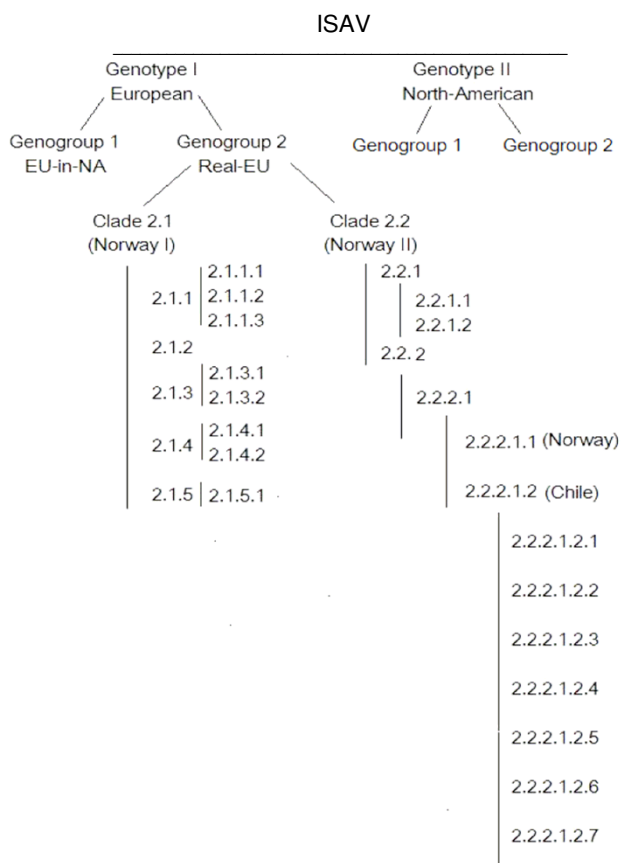 ISAV
Genotype I
European
Genotype II
North-American
Genogroup 1
EU-in-NA
Genogroup 2
Real-EU
Genogroup 1
Genogroup 2
Clade 2.1
(Norway I)
2.1.1
2.1.1.1
2.1.1.2
2.1.1.3
2.1.2
2.1.3
2.1.3.1
2.1.3.2
2.1.4
2.1.4.1
2.1.4.2
2.1.5
2.1.5.1
Clade 2.2
(Norway II)
2.2.1
2.2.1.1
2.2.1.2
2.2. 2
2.2.2.1
2.2.2.1.1 (Norway)
2.2.2.1.2 (Chile)
2.2.2.1.2.1
2.2.2.1.2.2
2.2.2.1.2.3
2.2.2.1.2.4
2.2.2.1.2.5
2.2.2.1.2.6
2.2.2.1.2.7